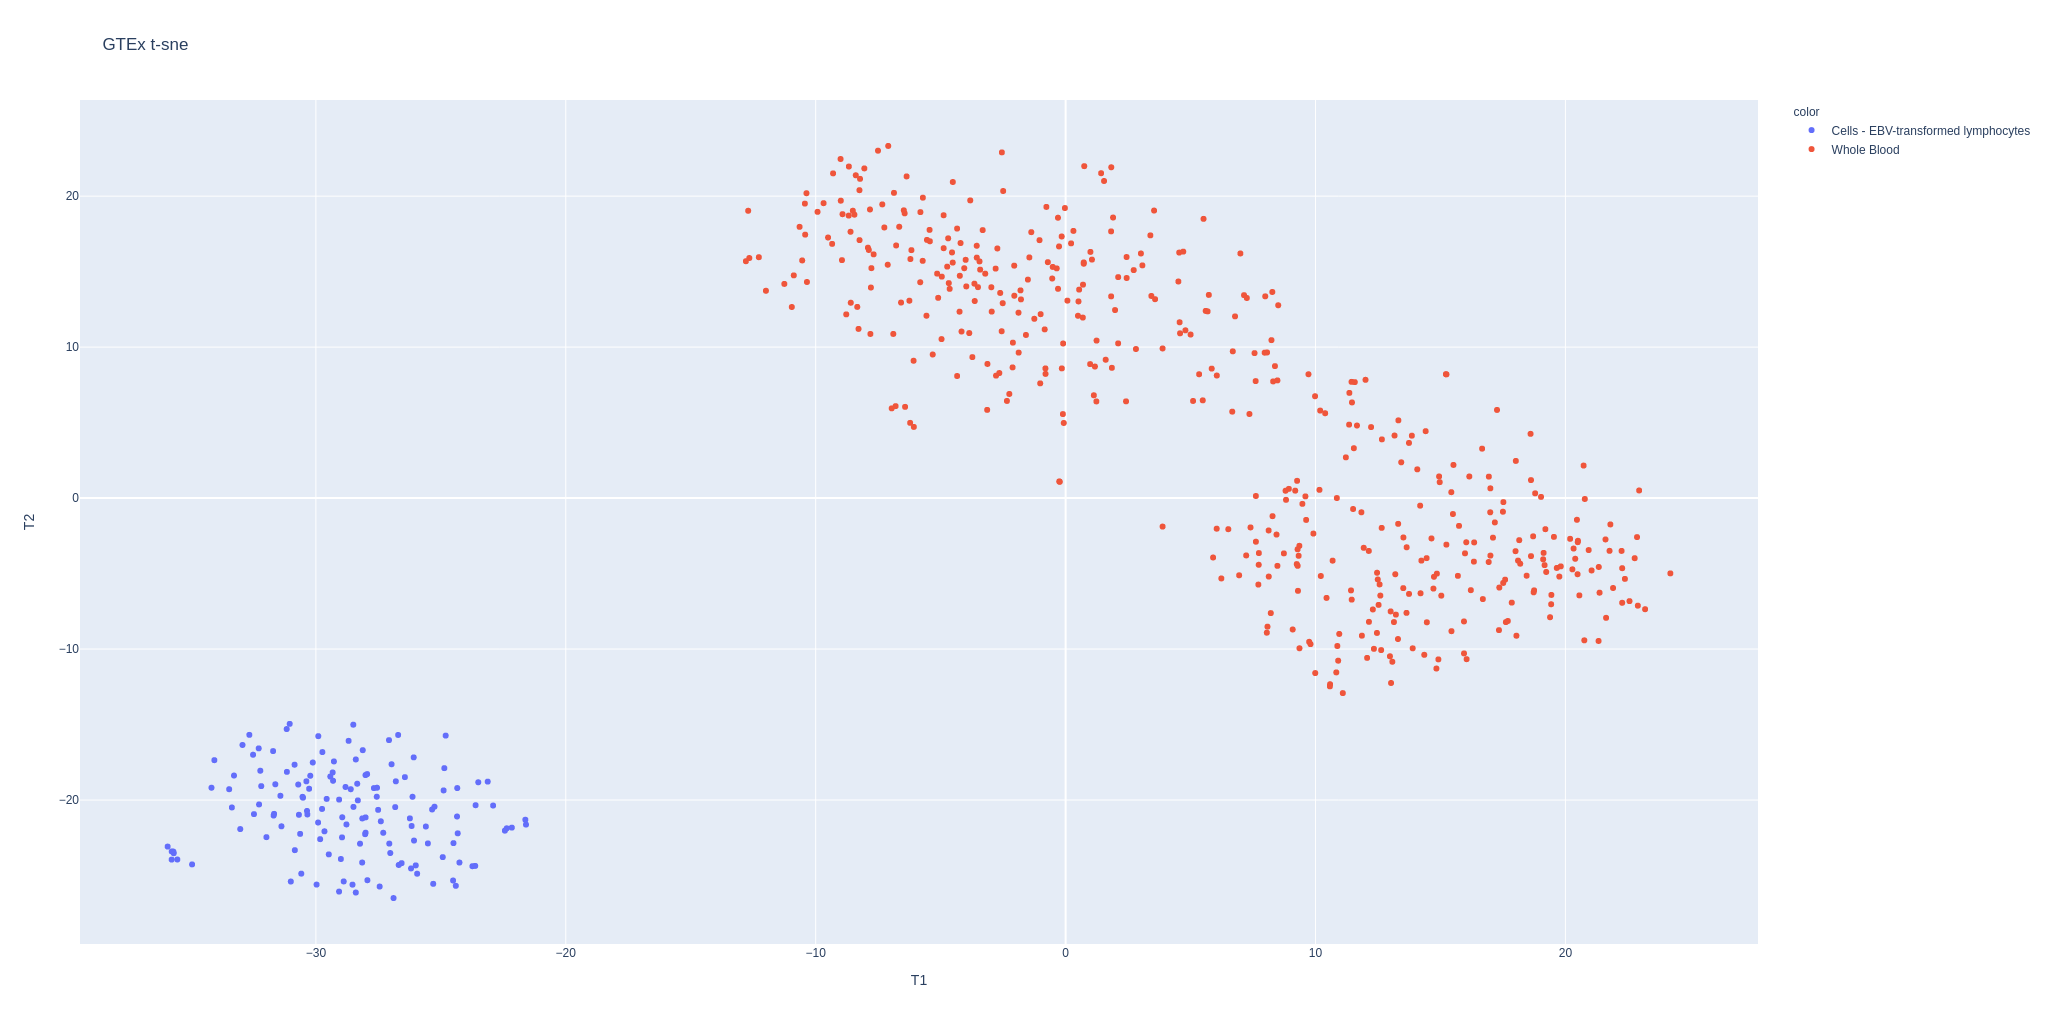 GTEx t-sne
color
Cells - EBV-transformed lymphocytes
Whole Blood
20
10
0
−10
−20
T2
−30
−20
−10
0
10
20
T1